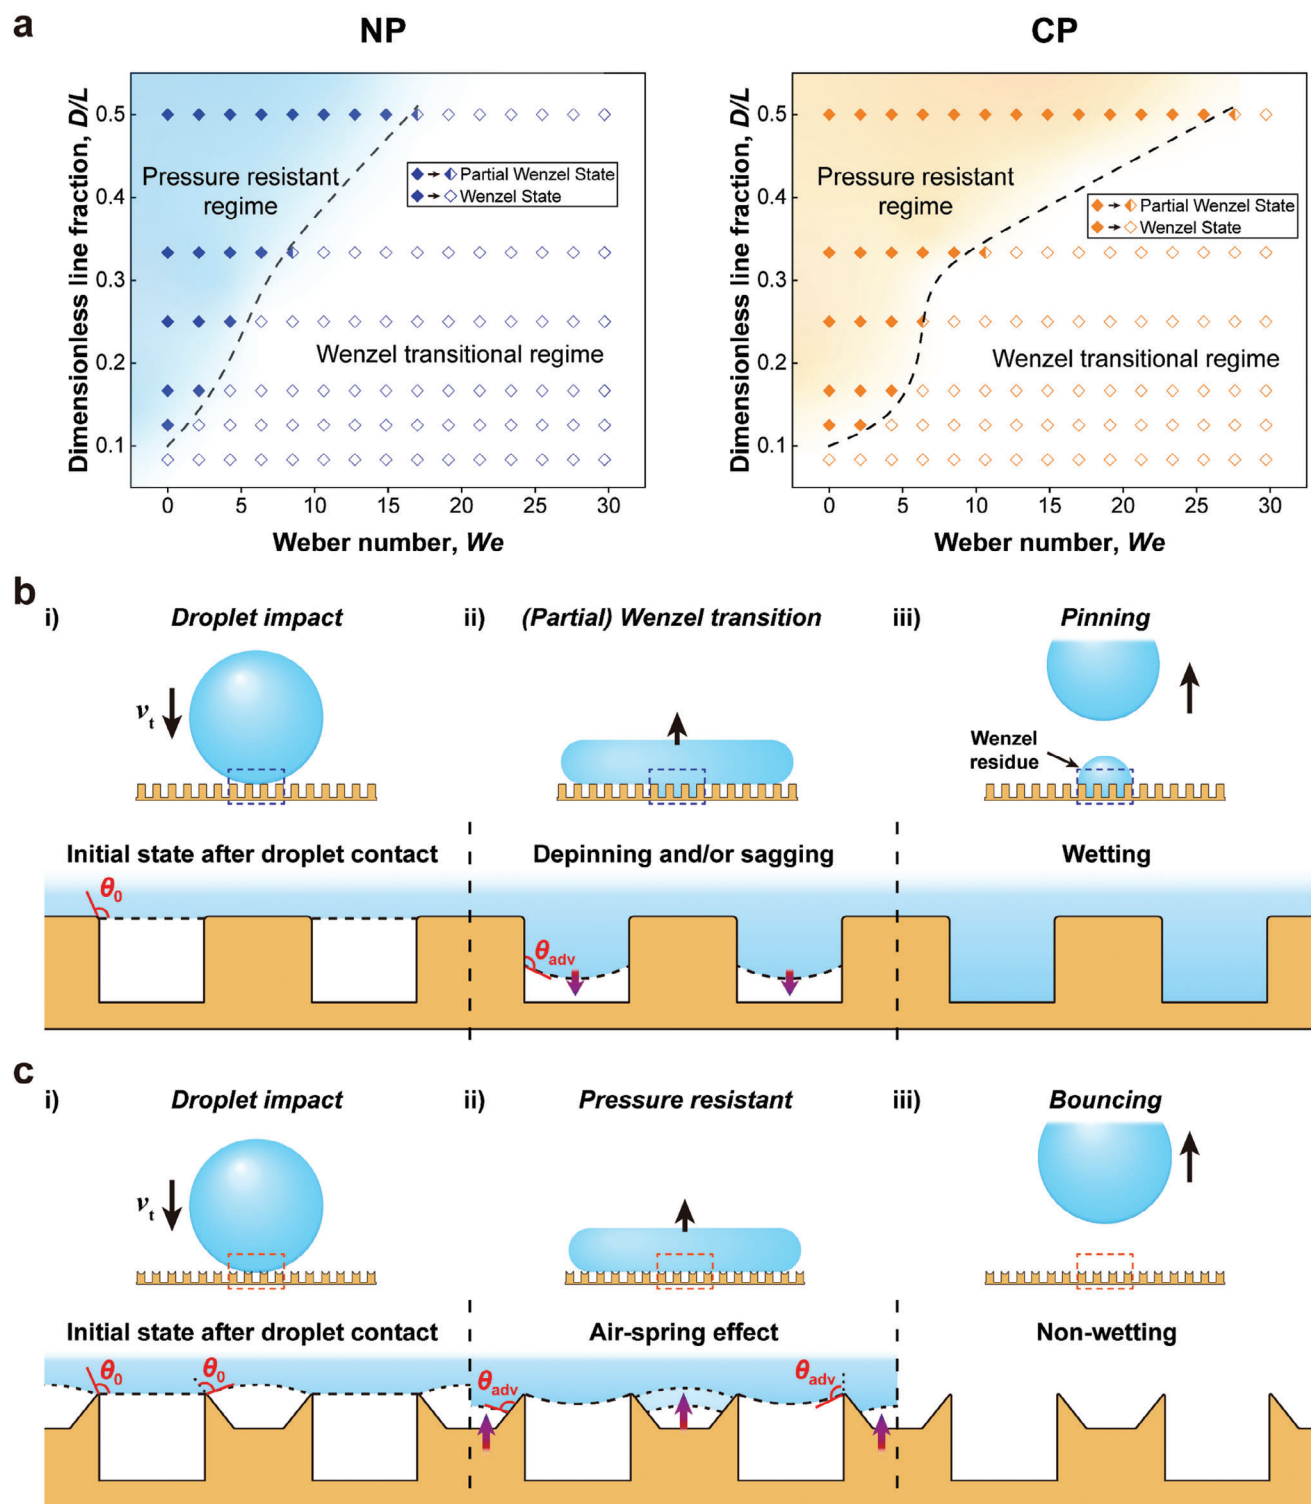 a
NP
CP
Dimensionless line fraction, D/L
0.5
0.4
0.3
0.2
0.1
Pressure resistant
regime
Partial Wenzel State
Wenzel State
Wenzel transitional regime
0 5 10 15 20 25 30
Weber number, We
Dimensionless line fraction, D/L
0.5
0.4
0.3
0.2
0.1
Pressure resistant
regime
Partial Wenzel State
Wenzel State
Wenzel transitional regime
0 5 10 15 20 25 30
Weber number, We
b
i) Droplet impact
ii) (Partial) Wenzel transition
iii) Pinning
vt
Wenzel
residue
Initial state after droplet contact
Depinning and/or sagging
Wetting
θ0
θadv
c
i) Droplet impact
ii) Pressure resistant
iii) Bouncing
vt
Initial state after droplet contact
Air-spring effect
Non-wetting
θ0
θ0
θadv
θadv